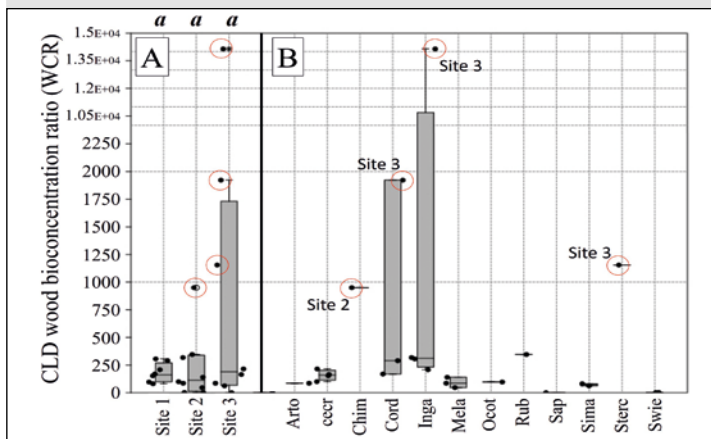 a a a
A
B
CLD wood bioconcentration ratio (WCR)
1.5E+04
1.35E+04
1.2E+04
1.05E+04
2250
2000
1750
1500
1250
1000
750
500
250
0
Site 3
Site 3
Site 2
Site 3
Site 1
Site 2
Site 3
Arto
cecr
Chim
Cord
Inga
Mela
Ocot
Rub
Sap
Sima
Sterc
Swie